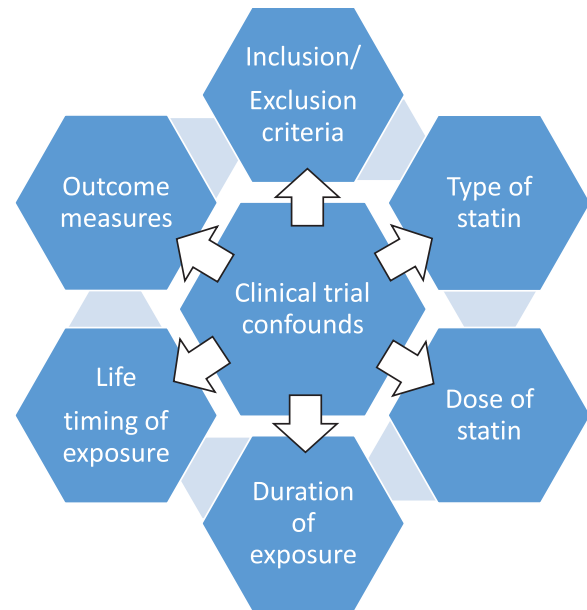 Inclusion/
Exclusion
criteria
Outcome
measures
Type of
statin
Clinical trial
confounds
Life
timing of
exposure
Dose of
statin
Duration
of
exposure